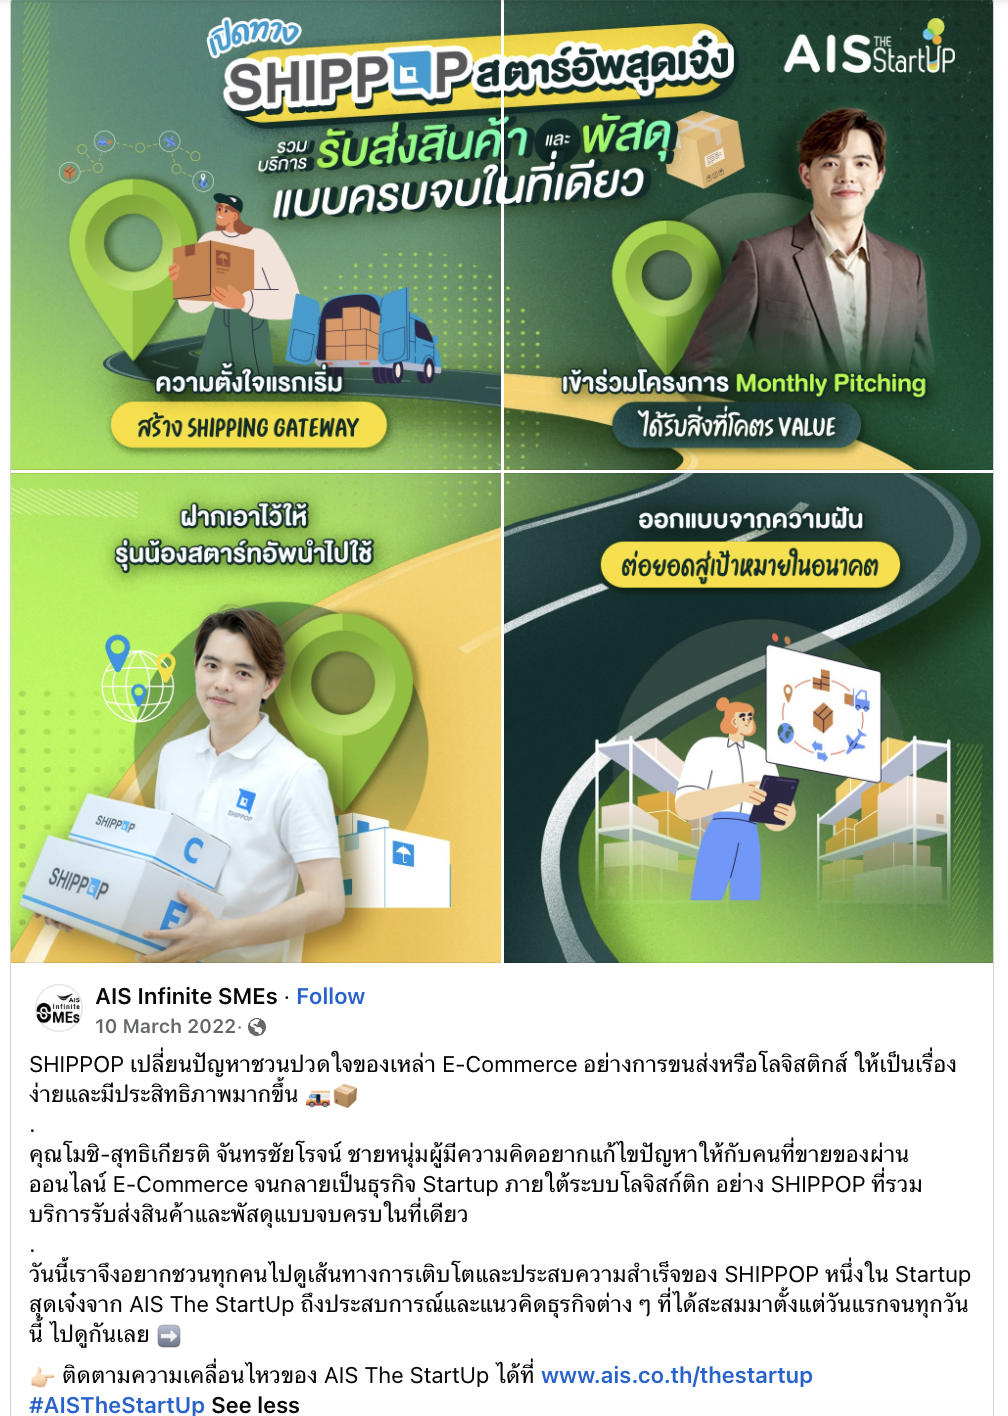 เปิดทาง
SHIPPOP สตาร์อัพสุดเจ๋ง
AIS THE StartUP
รวมบริการ รับส่งสินค้า และ พัสดุ
แบบครบจบในที่เดียว
ความตั้งใจแรกเริ่ม
สร้าง SHIPPING GATEWAY
เข้าร่วมโครงการ Monthly Pitching
ได้รับสิ่งที่โคตร VALUE
ฝากเอาไว้ให้
รุ่นน้องสตาร์ทอัพนำไปใช้
SHIPPOP
SHIPPOP
C
SHIPPOP
E
ออกแบบจากความฝัน
ต่อยอดสู่เป้าหมายในอนาคต
AIS
Infinite
SMEs
AIS Infinite SMEs · Follow
10 March 2022 ·
SHIPPOP เปลี่ยนปัญหาชวนปวดใจของเหล่า E-Commerce อย่างการขนส่งหรือโลจิสติกส์ ให้เป็นเรื่อง
ง่ายและมีประสิทธิภาพมากขึ้น 🚐📦
.
คุณโมชิ-สุทธิเกียรติ จันทรชัยโรจน์ ชายหนุ่มผู้มีความคิดอยากแก้ไขปัญหาให้กับคนที่ขายของผ่าน
ออนไลน์ E-Commerce จนกลายเป็นธุรกิจ Startup ภายใต้ระบบโลจิสก์ติก อย่าง SHIPPOP ที่รวม
บริการรับส่งสินค้าและพัสดุแบบจบครบในที่เดียว
.
วันนี้เราจึงอยากชวนทุกคนไปดูเส้นทางการเติบโตและประสบความสำเร็จของ SHIPPOP หนึ่งใน Startup
สุดเจ๋งจาก AIS The StartUp ถึงประสบการณ์และแนวคิดธุรกิจต่าง ๆ ที่ได้สะสมมาตั้งแต่วันแรกจนทุกวัน
นี้ ไปดูกันเลย ➡️
👉🏻 ติดตามความเคลื่อนไหวของ AIS The StartUp ได้ที่ www.ais.co.th/thestartup
#AISTheStartUp See less